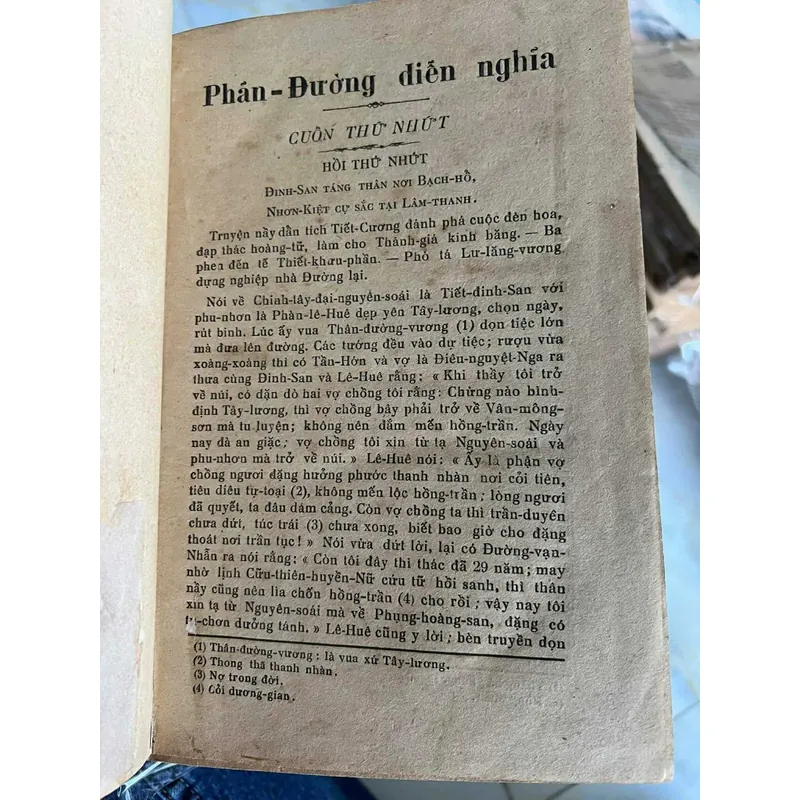 Phản-Đường diễn nghĩa
CUỐN THỨ NHỨT
HỒI THỨ NHỨT
ĐINH-SAN TÁNG THÂN NƠI BẠCH-HỔ,
NHƠN-KIỆT CỰ SẮC TẠI LÂM-THANH.
Truyện nầy dẫn tích Tiết-Cương đánh phá cuộc đèn hoa,
đạp thác hoàng-tữ, làm cho Thánh-giá kinh băng. — Ba
phen đến tế Thiết-khưu-phần. — Phò tá Lư-lăng-vương
dựng nghiệp nhà Đường lại.
Nói về Chinh-tây-đại-nguyên-soái là Tiết-đinh-San với
phu-nhơn là Phàn-lê-Huê dẹp yên Tây-lương, chọn ngày,
rút binh. Lúc ấy vua Thân-đường-vương (1) dọn tiệc lớn
mà đưa lên đường. Các tướng đều vào dự tiệc; rượu vừa
xoàng-xoàng thì có Tần-Hớn và vợ là Điêu-nguyệt-Nga ra
thưa cùng Đinh-San và Lê-Huê rằng: « Khi thầy tôi trở
về núi, có dặn dò hai vợ chồng tôi rằng: Chừng nào bình-
định Tây-lương, thì vợ chồng bây phải trở về Vân-mông-
sơn mà tu luyện; không nên đắm mến hồng-trần. Ngày
nay dà an giặc; vợ chồng tôi xin từ tạ Nguyên-soái và
phu-nhơn mà trở về núi. » Lê-Huê nói: « Ấy là phận vợ
chồng ngươi đặng hưởng phước thanh nhàn nơi cỏi tiên,
tiêu diêu tự-toại (2), không mến lộc hồng-trần; lòng ngươi
đã quyết, ta đâu dám cảng. Còn vợ chồng ta thì trần-duyên
chưa dứt, túc trái (3) chưa xong, biết bao giờ cho đặng
thoát nơi trần tục! » Nói vừa dứt lời, lại có Đường-vạn-
Nhẫn ra nói rằng: « Còn tôi đây thì thác đã 29 năm; may
nhờ lịnh Cữu-thiên-huyền-Nữ cứu tữ hồi sanh, thì thân
nầy cũng nên lìa chốn hồng-trần (4) cho rồi; vậy nay tôi
xin tạ từ Nguyên-soái mà về Phụng-hoàng-san, đặng có
tu-chơn dưởng tánh. » Lê-Huê cũng y lời; bèn truyền dọn
(1) Thân-đường-vương: là vua xứ Tây-lương.
(2) Thong thã thanh nhàn.
(3) Nợ trong đời.
(4) Cỏi dương-gian.